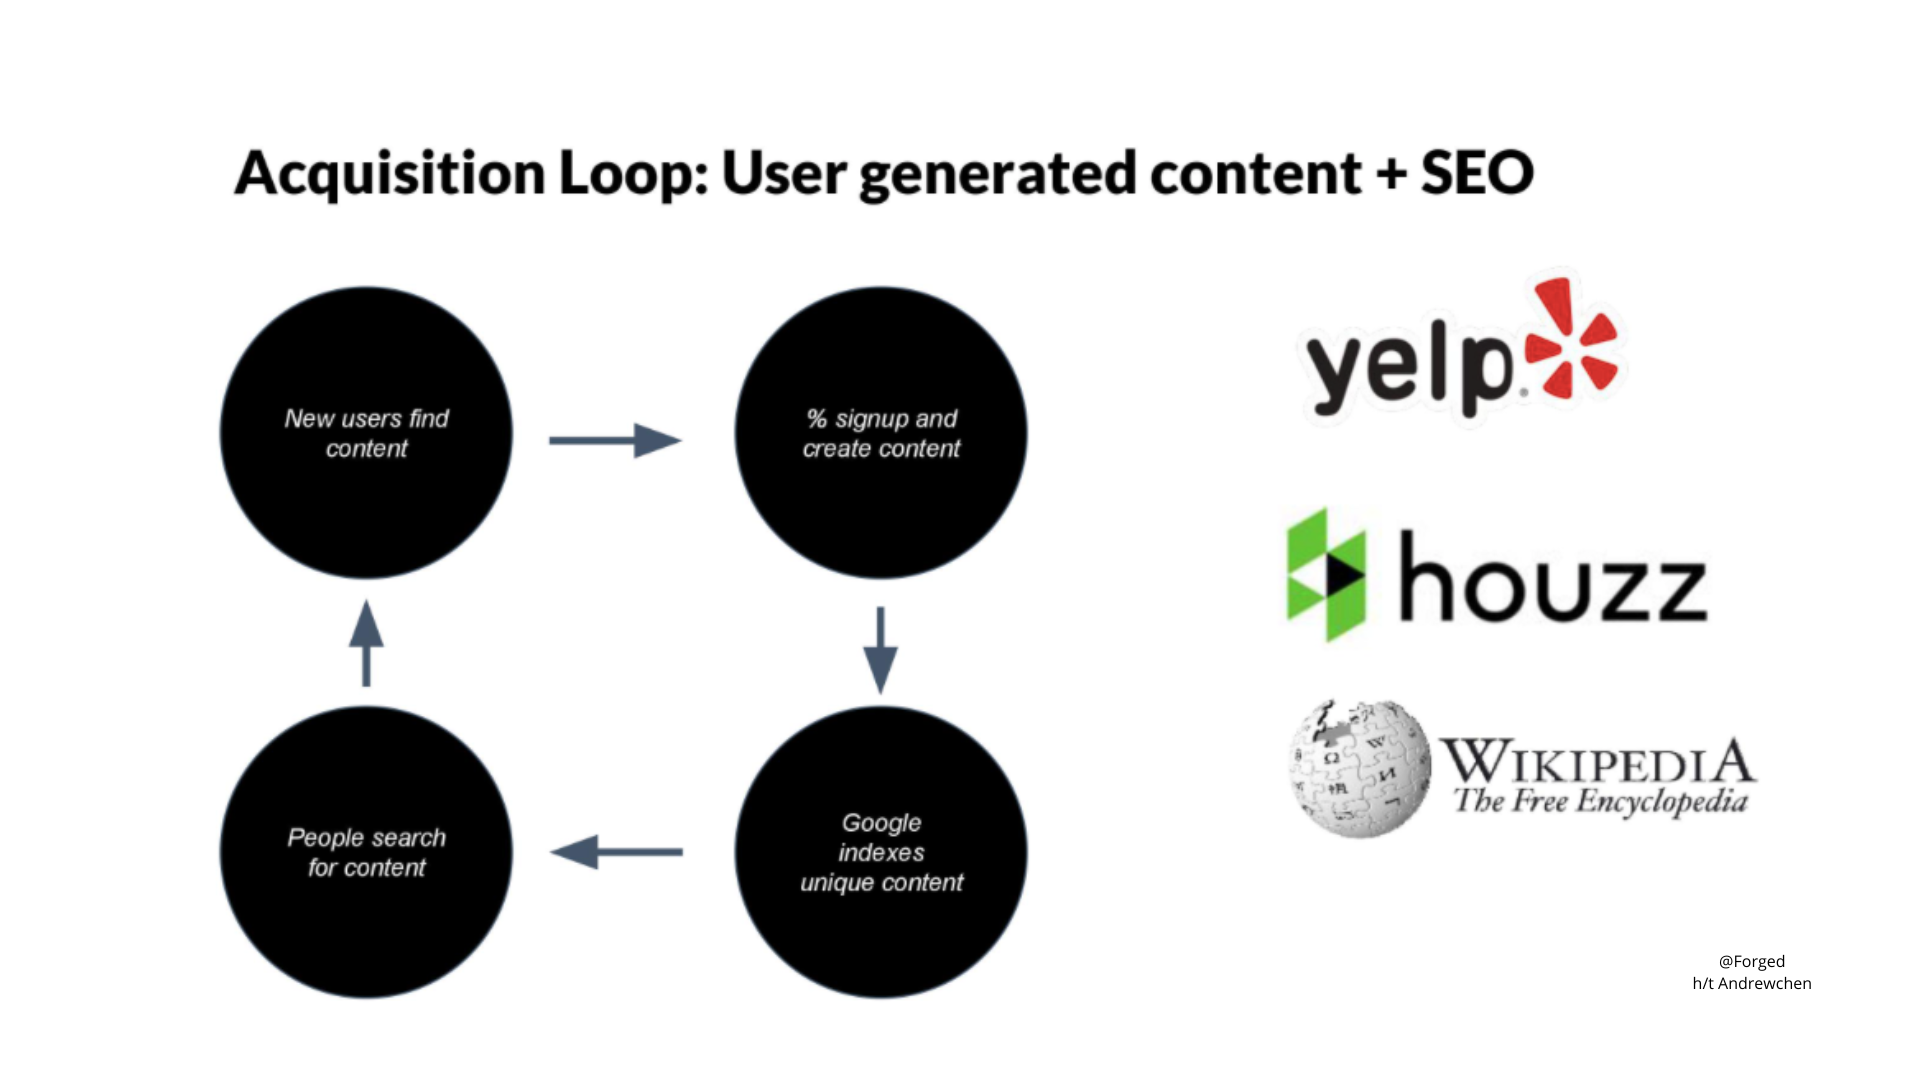 Acquisition Loop: User generated content + SEO
New users find
content
% signup and
create content
Google
indexes
unique content
People search
for content
yelp
houzz
WIKIPEDIA
The Free Encyclopedia
@Forged
h/t Andrewchen